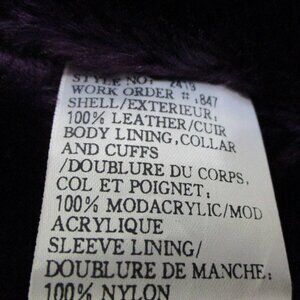 STYLE NO: 2419
WORK ORDER #:847
SHELL/EXTERIEUR:
100% LEATHER/CUIR
BODY LINING,COLLAR
AND CUFFS
/DOUBLURE DU CORPS,
COL ET POIGNET:
100% MODACRYLIC/MOD
ACRYLIQUE
SLEEVE LINING/
DOUBLURE DE MANCHE:
100% NYLON